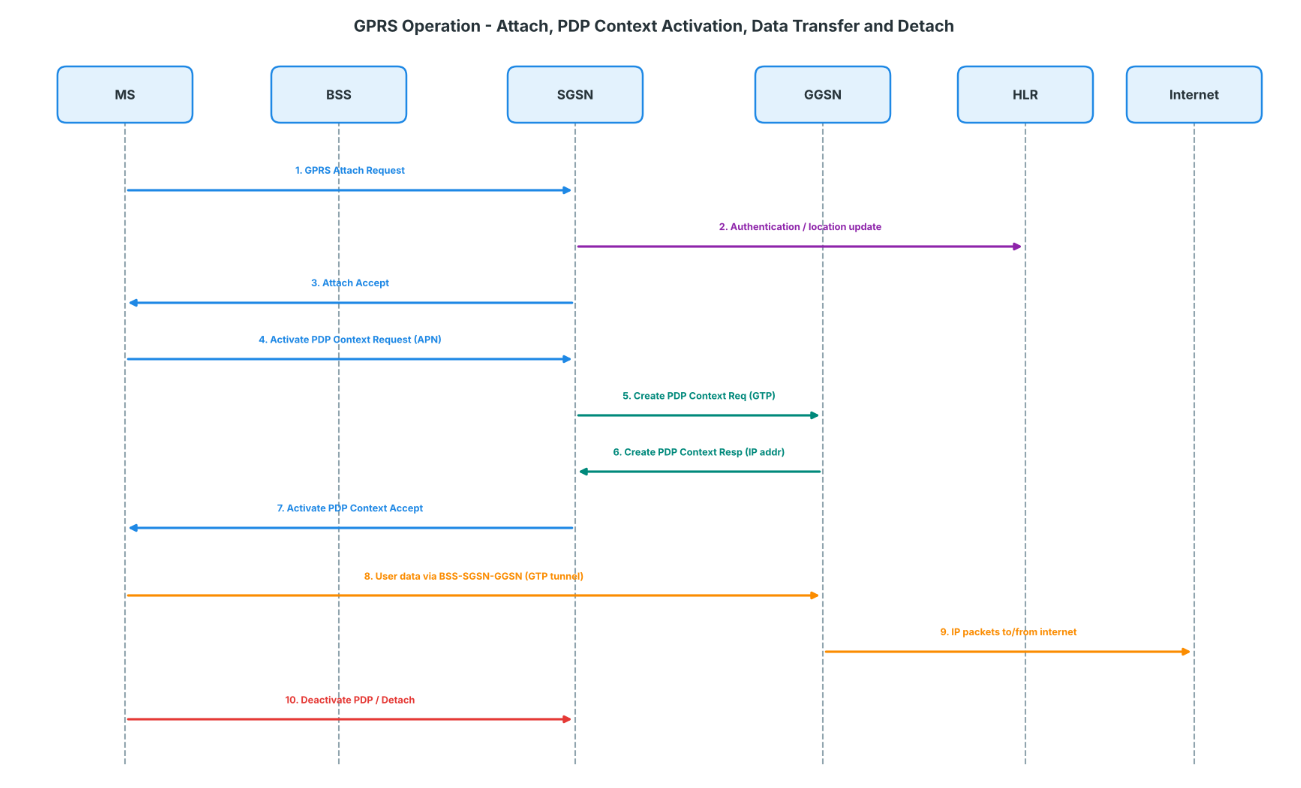 GPRS Operation - Attach, PDP Context Activation, Data Transfer and Detach
MS
BSS
SGSN
GGSN
HLR
Internet
1. GPRS Attach Request
2. Authentication / location update
3. Attach Accept
4. Activate PDP Context Request (APN)
5. Create PDP Context Req (GTP)
6. Create PDP Context Resp (IP addr)
7. Activate PDP Context Accept
8. User data via BSS-SGSN-GGSN (GTP tunnel)
9. IP packets to/from internet
10. Deactivate PDP / Detach